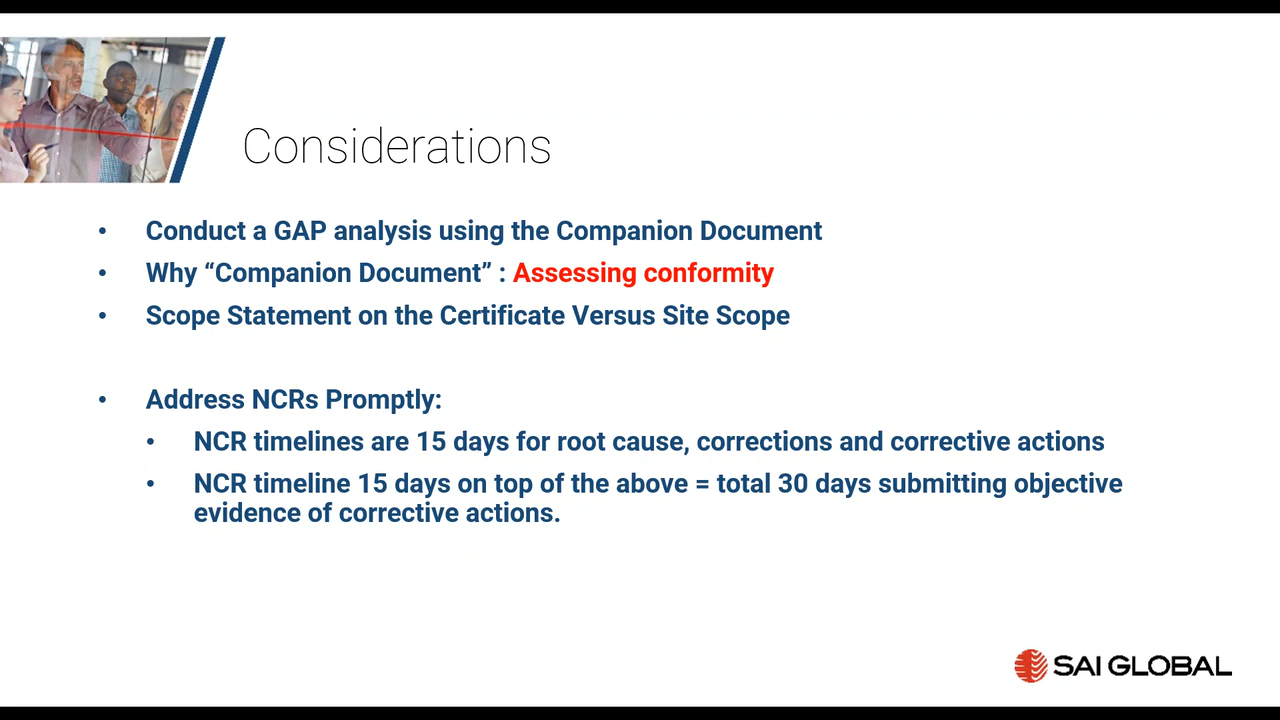 Considerations
• Conduct a GAP analysis using the Companion Document
• Why “Companion Document” : Assessing conformity
• Scope Statement on the Certificate Versus Site Scope
• Address NCRs Promptly:
• NCR timelines are 15 days for root cause, corrections and corrective actions
• NCR timeline 15 days on top of the above = total 30 days submitting objective
evidence of corrective actions.
SAI GLOBAL